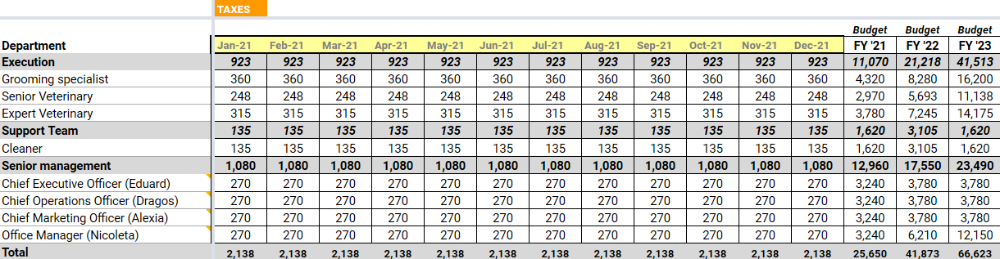 TAXES
Budget Budget Budget
Department Jan-21 Feb-21 Mar-21 Apr-21 May-21 Jun-21 Jul-21 Aug-21 Sep-21 Oct-21 Nov-21 Dec-21 FY '21 FY '22 FY '23
Execution 923 923 923 923 923 923 923 923 923 923 923 923 11,070 21,218 41,513
Grooming specialist 360 360 360 360 360 360 360 360 360 360 360 360 4,320 8,280 16,200
Senior Veterinary 248 248 248 248 248 248 248 248 248 248 248 248 2,970 5,693 11,138
Expert Veterinary 315 315 315 315 315 315 315 315 315 315 315 315 3,780 7,245 14,175
Support Team 135 135 135 135 135 135 135 135 135 135 135 135 1,620 3,105 1,620
Cleaner 135 135 135 135 135 135 135 135 135 135 135 135 1,620 3,105 1,620
Senior management 1,080 1,080 1,080 1,080 1,080 1,080 1,080 1,080 1,080 1,080 1,080 1,080 12,960 17,550 23,490
Chief Executive Officer (Eduard) 270 270 270 270 270 270 270 270 270 270 270 270 3,240 3,780 3,780
Chief Operations Officer (Dragos) 270 270 270 270 270 270 270 270 270 270 270 270 3,240 3,780 3,780
Chief Marketing Officer (Alexia) 270 270 270 270 270 270 270 270 270 270 270 270 3,240 3,780 3,780
Office Manager (Nicoleta) 270 270 270 270 270 270 270 270 270 270 270 270 3,240 6,210 12,150
Total 2,138 2,138 2,138 2,138 2,138 2,138 2,138 2,138 2,138 2,138 2,138 2,138 25,650 41,873 66,623